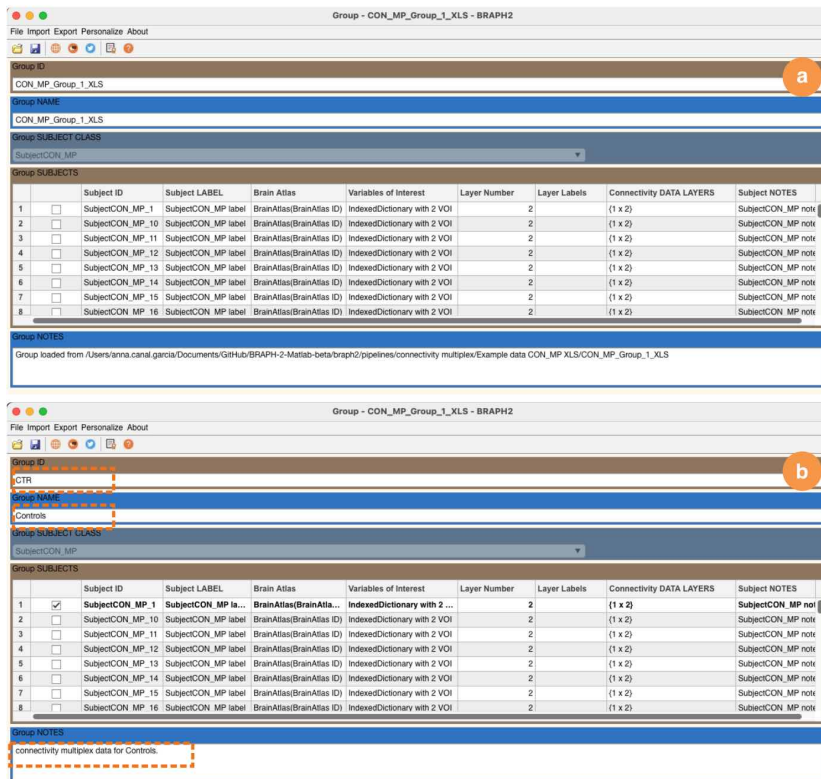 Group - CON_MP_Group_1_XLS - BRAPH2
File Import Export Personalize About
Group ID
a
CON_MP_Group_1_XLS
Group NAME
CON_MP_Group_1_XLS
Group SUBJECT CLASS
SubjectCON_MP
Group SUBJECTS
Subject ID Subject LABEL Brain Atlas Variables of Interest Layer Number Layer Labels Connectivity DATA LAYERS Subject NOTES
1 SubjectCON_MP_1 SubjectCON_MP label BrainAtlas(BrainAtlas ID) IndexedDictionary with 2 VOI 2 {1 x 2} SubjectCON_MP note
2 SubjectCON_MP_10 SubjectCON_MP label BrainAtlas(BrainAtlas ID) IndexedDictionary with 2 VOI 2 {1 x 2} SubjectCON_MP note
3 SubjectCON_MP_11 SubjectCON_MP label BrainAtlas(BrainAtlas ID) IndexedDictionary with 2 VOI 2 {1 x 2} SubjectCON_MP note
4 SubjectCON_MP_12 SubjectCON_MP label BrainAtlas(BrainAtlas ID) IndexedDictionary with 2 VOI 2 {1 x 2} SubjectCON_MP note
5 SubjectCON_MP_13 SubjectCON_MP label BrainAtlas(BrainAtlas ID) IndexedDictionary with 2 VOI 2 {1 x 2} SubjectCON_MP note
6 SubjectCON_MP_14 SubjectCON_MP label BrainAtlas(BrainAtlas ID) IndexedDictionary with 2 VOI 2 {1 x 2} SubjectCON_MP note
7 SubjectCON_MP_15 SubjectCON_MP label BrainAtlas(BrainAtlas ID) IndexedDictionary with 2 VOI 2 {1 x 2} SubjectCON_MP note
8 SubjectCON_MP_16 SubjectCON_MP label BrainAtlas(BrainAtlas ID) IndexedDictionary with 2 VOI 2 {1 x 2} SubjectCON_MP note
Group NOTES
Group loaded from /Users/anna.canal.garcia/Documents/GitHub/BRAPH-2-Matlab-beta/braph2/pipelines/connectivity multiplex/Example data CON_MP XLS/CON_MP_Group_1_XLS
Group - CON_MP_Group_1_XLS - BRAPH2
File Import Export Personalize About
Group ID
b
CTR
Group NAME
Controls
Group SUBJECT CLASS
SubjectCON_MP
Group SUBJECTS
Subject ID Subject LABEL Brain Atlas Variables of Interest Layer Number Layer Labels Connectivity DATA LAYERS Subject NOTES
1 SubjectCON_MP_1 SubjectCON_MP la... BrainAtlas(BrainAtla... IndexedDictionary with 2 ... 2 {1 x 2} SubjectCON_MP not
2 SubjectCON_MP_10 SubjectCON_MP label BrainAtlas(BrainAtlas ID) IndexedDictionary with 2 VOI 2 {1 x 2} SubjectCON_MP note
3 SubjectCON_MP_11 SubjectCON_MP label BrainAtlas(BrainAtlas ID) IndexedDictionary with 2 VOI 2 {1 x 2} SubjectCON_MP note
4 SubjectCON_MP_12 SubjectCON_MP label BrainAtlas(BrainAtlas ID) IndexedDictionary with 2 VOI 2 {1 x 2} SubjectCON_MP note
5 SubjectCON_MP_13 SubjectCON_MP label BrainAtlas(BrainAtlas ID) IndexedDictionary with 2 VOI 2 {1 x 2} SubjectCON_MP note
6 SubjectCON_MP_14 SubjectCON_MP label BrainAtlas(BrainAtlas ID) IndexedDictionary with 2 VOI 2 {1 x 2} SubjectCON_MP note
7 SubjectCON_MP_15 SubjectCON_MP label BrainAtlas(BrainAtlas ID) IndexedDictionary with 2 VOI 2 {1 x 2} SubjectCON_MP note
8 SubjectCON_MP_16 SubjectCON_MP label BrainAtlas(BrainAtlas ID) IndexedDictionary with 2 VOI 2 {1 x 2} SubjectCON_MP note
Group NOTES
connectivity multiplex data for Controls.